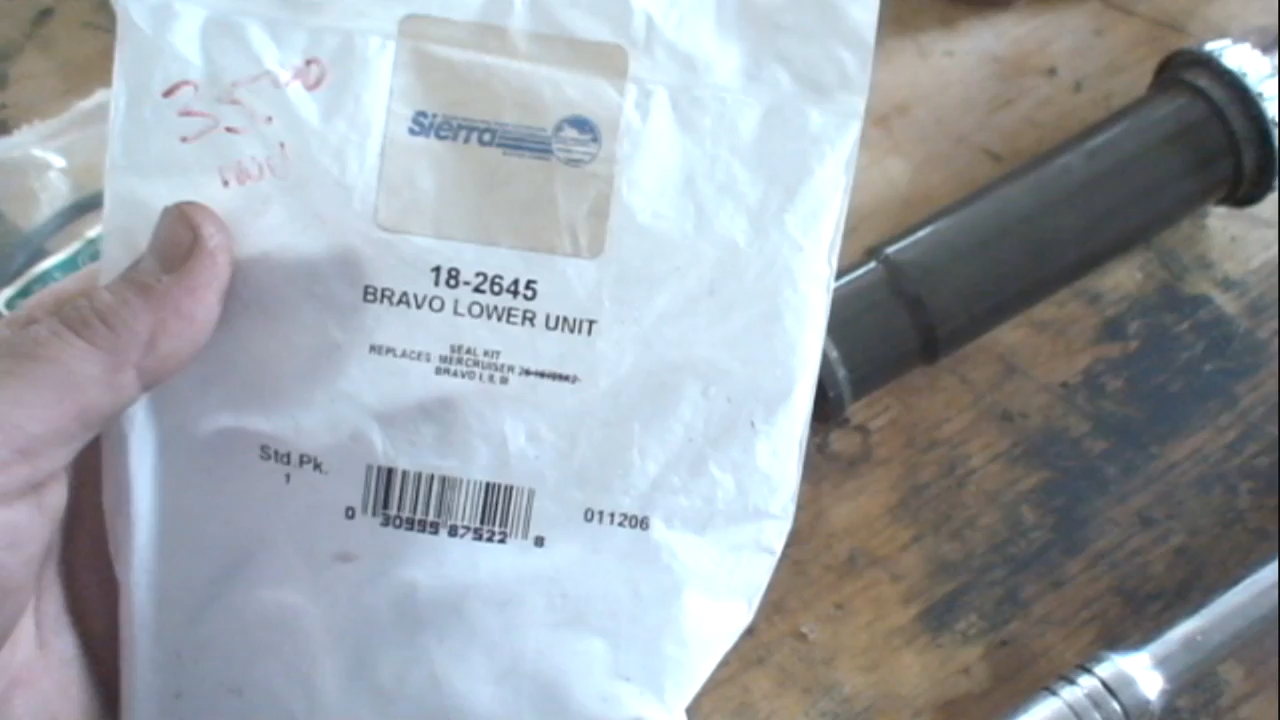 35.00
Sierra
18-2645
BRAVO LOWER UNIT
SEAL KIT
REPLACES: MERCRUISER
BRAVO I, II, III
Std. Pk.
1
0 30999 87522 8
011206